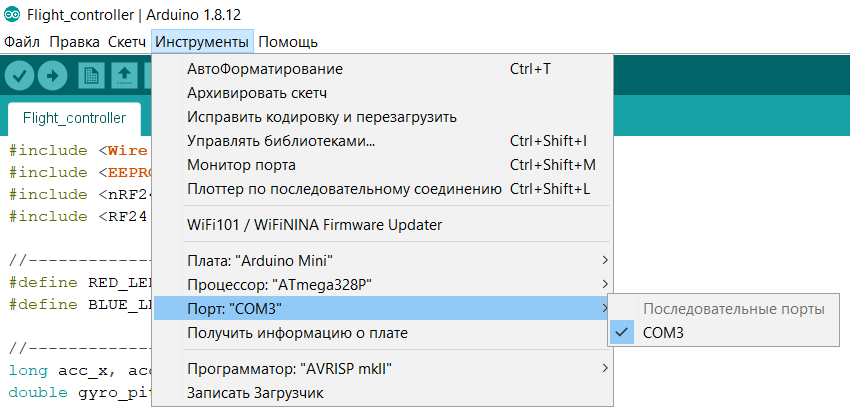 Flight_controller | Arduino 1.8.12
Файл Правка Скетч Инструменты Помощь
АвтоФорматирование Ctrl+T
Архивировать скетч
Исправить кодировку и перезагрузить
Управлять библиотеками... Ctrl+Shift+I
Монитор порта Ctrl+Shift+M
Плоттер по последовательному соединению Ctrl+Shift+L
WiFi101 / WiFiNINA Firmware Updater
Плата: "Arduino Mini"
Процессор: "ATmega328P"
Порт: "COM3"
Получить информацию о плате
Программатор: "AVRISP mkII"
Записать Загрузчик
Последовательные порты
COM3
Flight_controller
#include <Wire
#include <EEPRO
#include <nRF24
#include <RF24
//--------------
#define RED_LE
#define BLUE_L
//--------------
long acc_x, acc
double gyro_pit